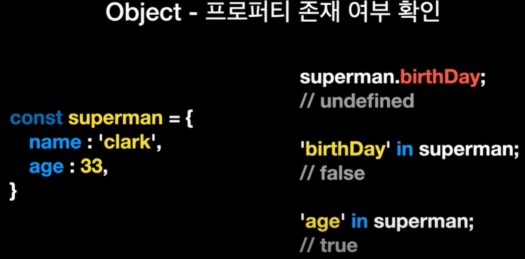 Object - 프로퍼티 존재 여부 확인
const superman = {
name : 'clark',
age : 33,
}
superman.birthDay;
// undefined
'birthDay' in superman;
// false
'age' in superman;
// true